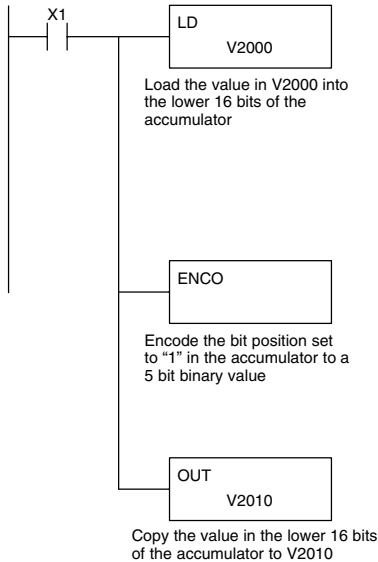 X1
LD
V2000
Load the value in V2000 into
the lower 16 bits of the
accumulator
ENCO
Encode the bit position set
to “1” in the accumulator to a
5 bit binary value
OUT
V2010
Copy the value in the lower 16 bits
of the accumulator to V2010